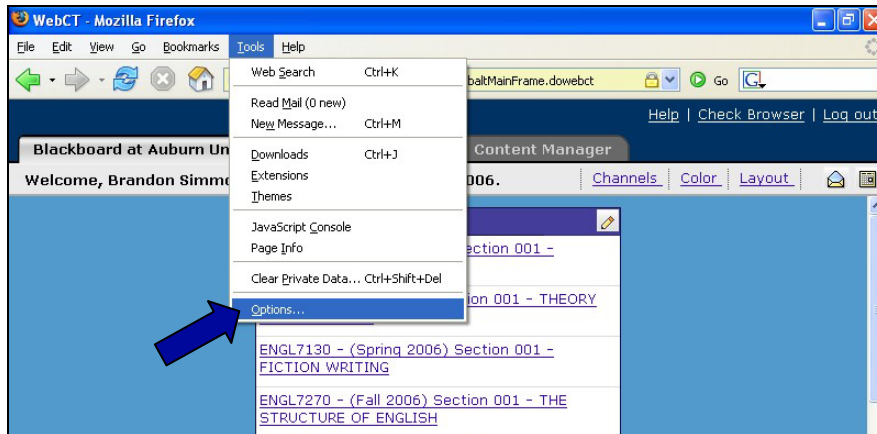 WebCT - Mozilla Firefox
File Edit View Go Bookmarks Tools Help
Web Search Ctrl+K
baltMainFrame.dowebct Go G
Read Mail (0 new)
New Message... Ctrl+M
Help | Check Browser | Log out
Downloads Ctrl+J
Blackboard at Auburn Un
Content Manager
Extensions
Welcome, Brandon Simmo
006.
Channels Color Layout
Themes
JavaScript Console
Page Info
ection 001 -
Clear Private Data... Ctrl+Shift+Del
Options...
ion 001 - THEORY
ENGL7130 - (Spring 2006) Section 001 -
FICTION WRITING
ENGL7270 - (Fall 2006) Section 001 - THE
STRUCTURE OF ENGLISH